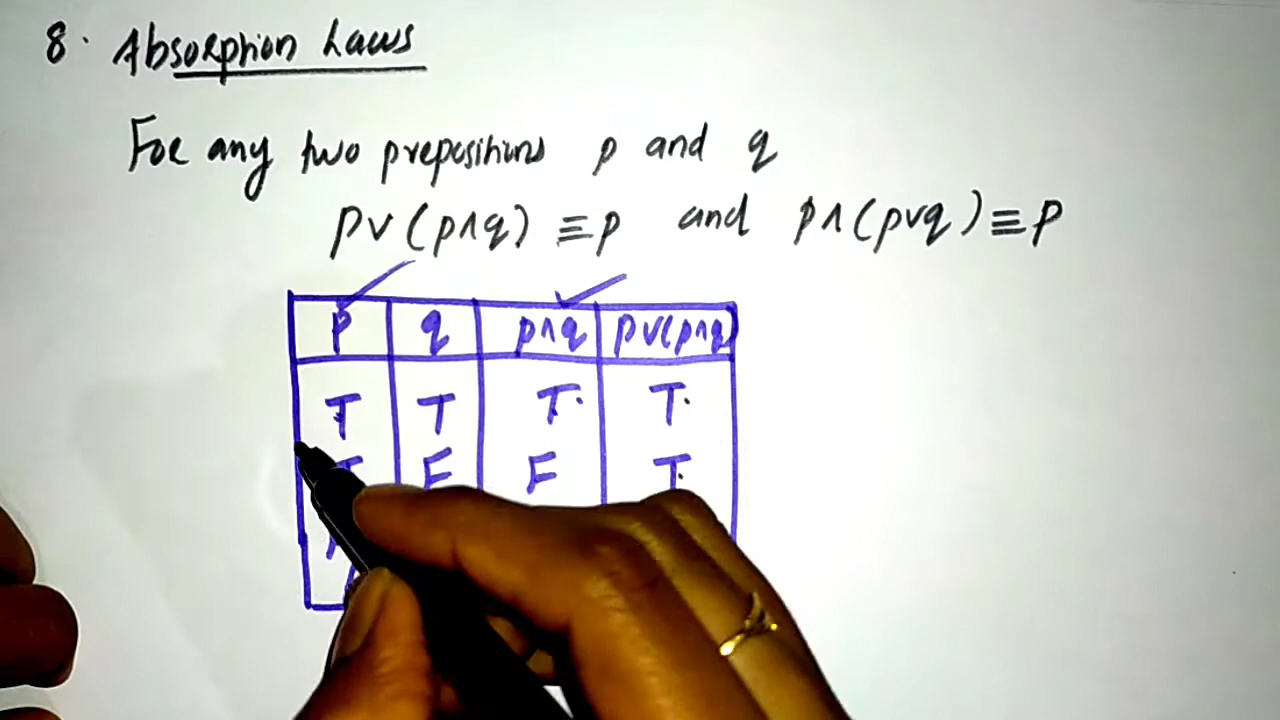 8. Absorption Laws
For any two prepositions p and q
p∨(p∧q) ≡ p and p∧(p∨q) ≡ p
p q p∧q p∨(p∧q)
T T T. T.
T F F T.